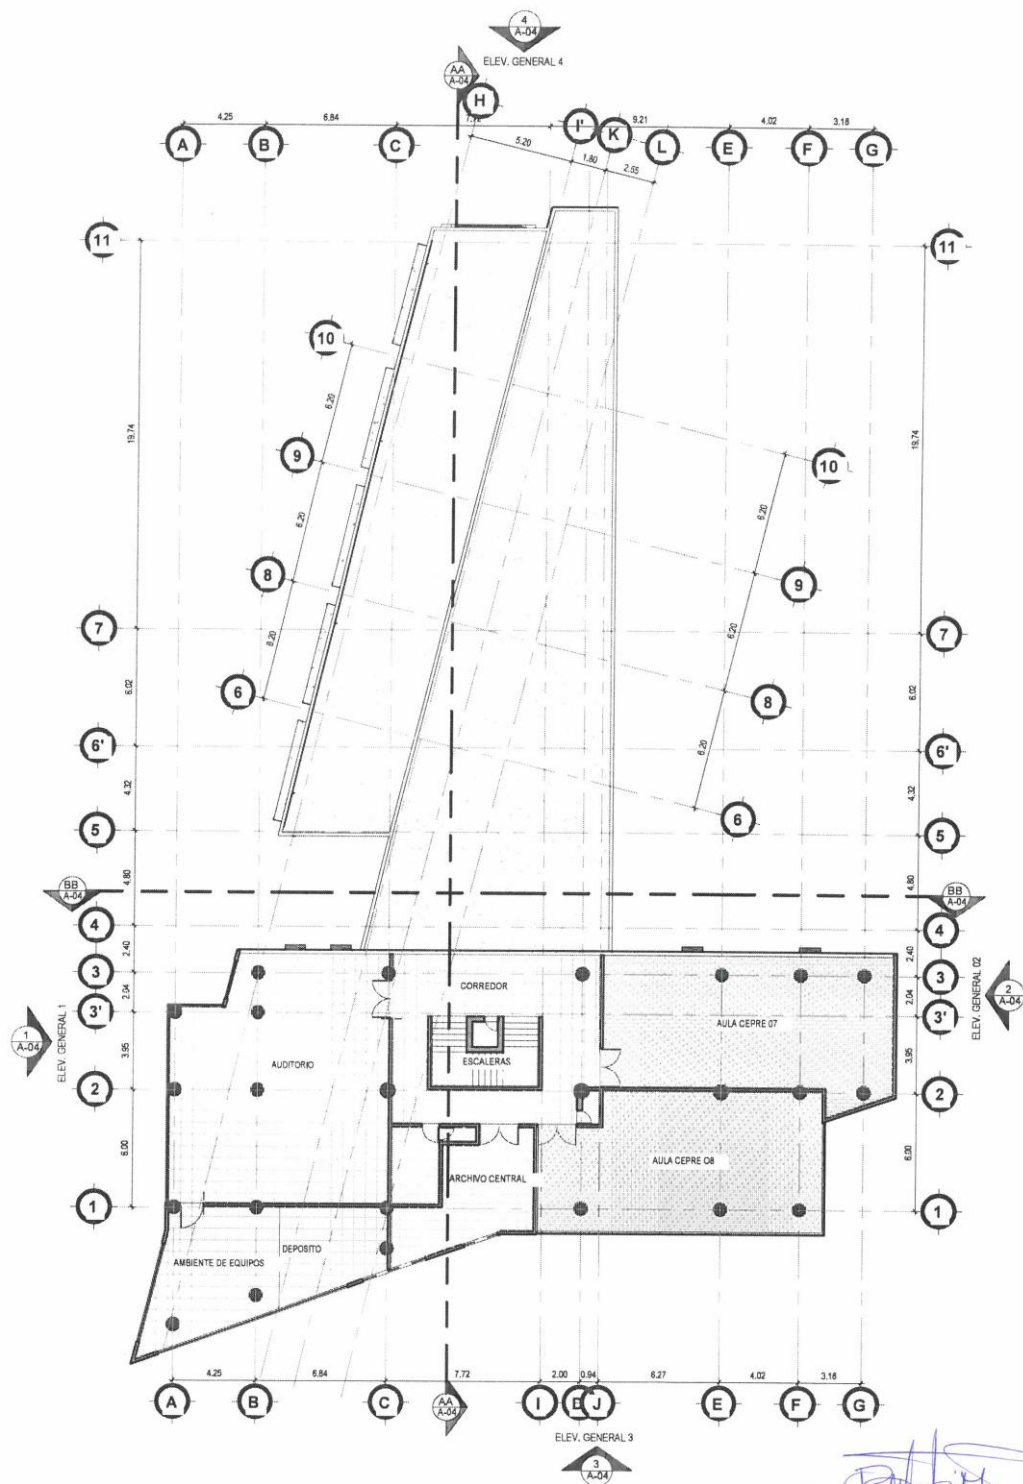 4
A-04
ELEV. GENERAL 4
AA
A-04
H
4.25
6.84
7.72
9.21
4.02
3.18
A
B
C
I'
K
L
E
F
G
5.20
1.80
2.55
11
11
10
6.20
19.74
19.74
9
10
6.20
6.20
8
9
7
7
6.20
6.20
6
8
6.02
6.02
6'
6'
6.20
4.32
4.32
6
5
5
4.80
4.80
BB
A-04
BB
A-04
4
4
2.40
2.40
3
CORREDOR
3
2.04
2.04
3'
AULA CEPRE 07
3'
1
A-04
ELEV. GENERAL 1
2
A-04
ELEV. GENERAL 02
3.95
AUDITORIO
ESCALERAS
3.95
2
2
6.00
AULA CEPRE O8
6.00
ARCHIVO CENTRAL
1
1
DEPOSITO
AMBIENTE DE EQUIPOS
4.25
6.84
7.72
2.00
0.94
6.27
4.02
3.18
A
B
C
AA
A-04
I
D
J
E
F
G
ELEV. GENERAL 3
3
A-04